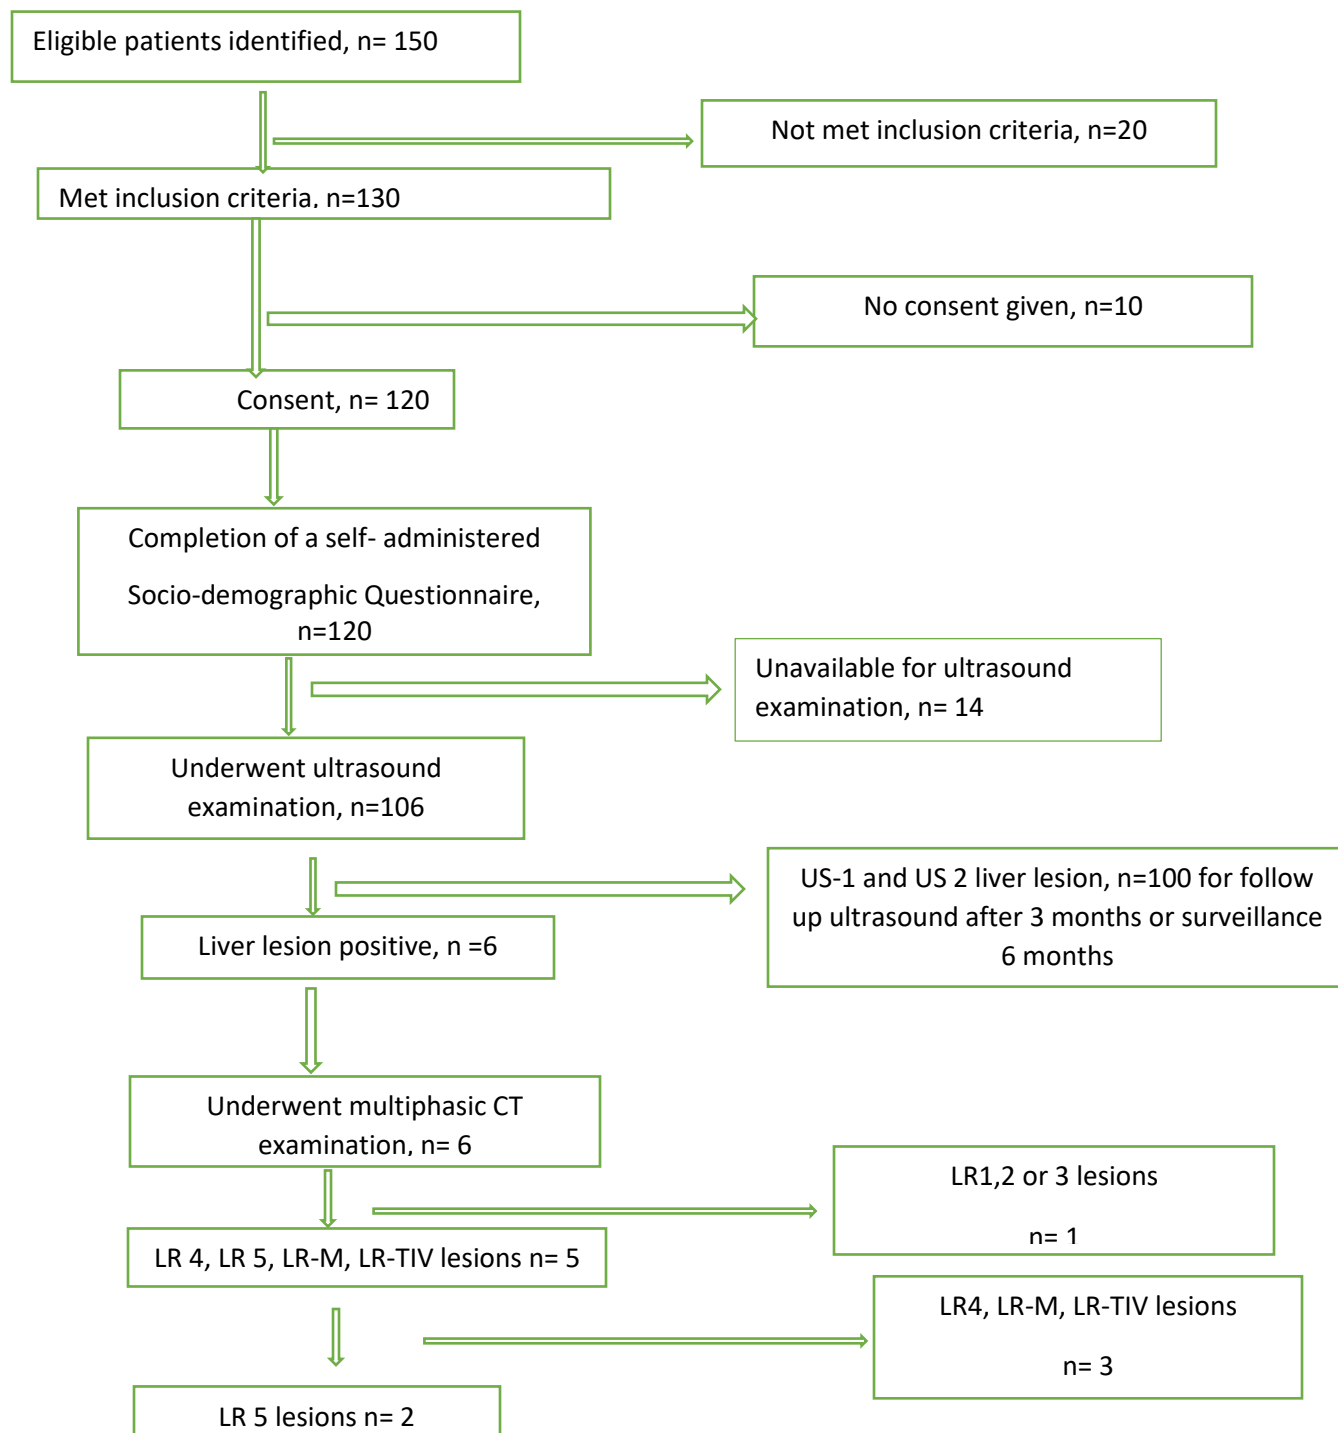 Eligible patients identified, n= 150
Not met inclusion criteria, n=20
Met inclusion criteria, n=130
No consent given, n=10
Consent, n= 120
Completion of a self- administered
Socio-demographic Questionnaire,
n=120
Unavailable for ultrasound
examination, n= 14
Underwent ultrasound
examination, n=106
US-1 and US 2 liver lesion, n=100 for follow
up ultrasound after 3 months or surveillance
6 months
Liver lesion positive, n =6
Underwent multiphasic CT
examination, n= 6
LR1,2 or 3 lesions
n= 1
LR 4, LR 5, LR-M, LR-TIV lesions n= 5
LR4, LR-M, LR-TIV lesions
n= 3
LR 5 lesions n= 2